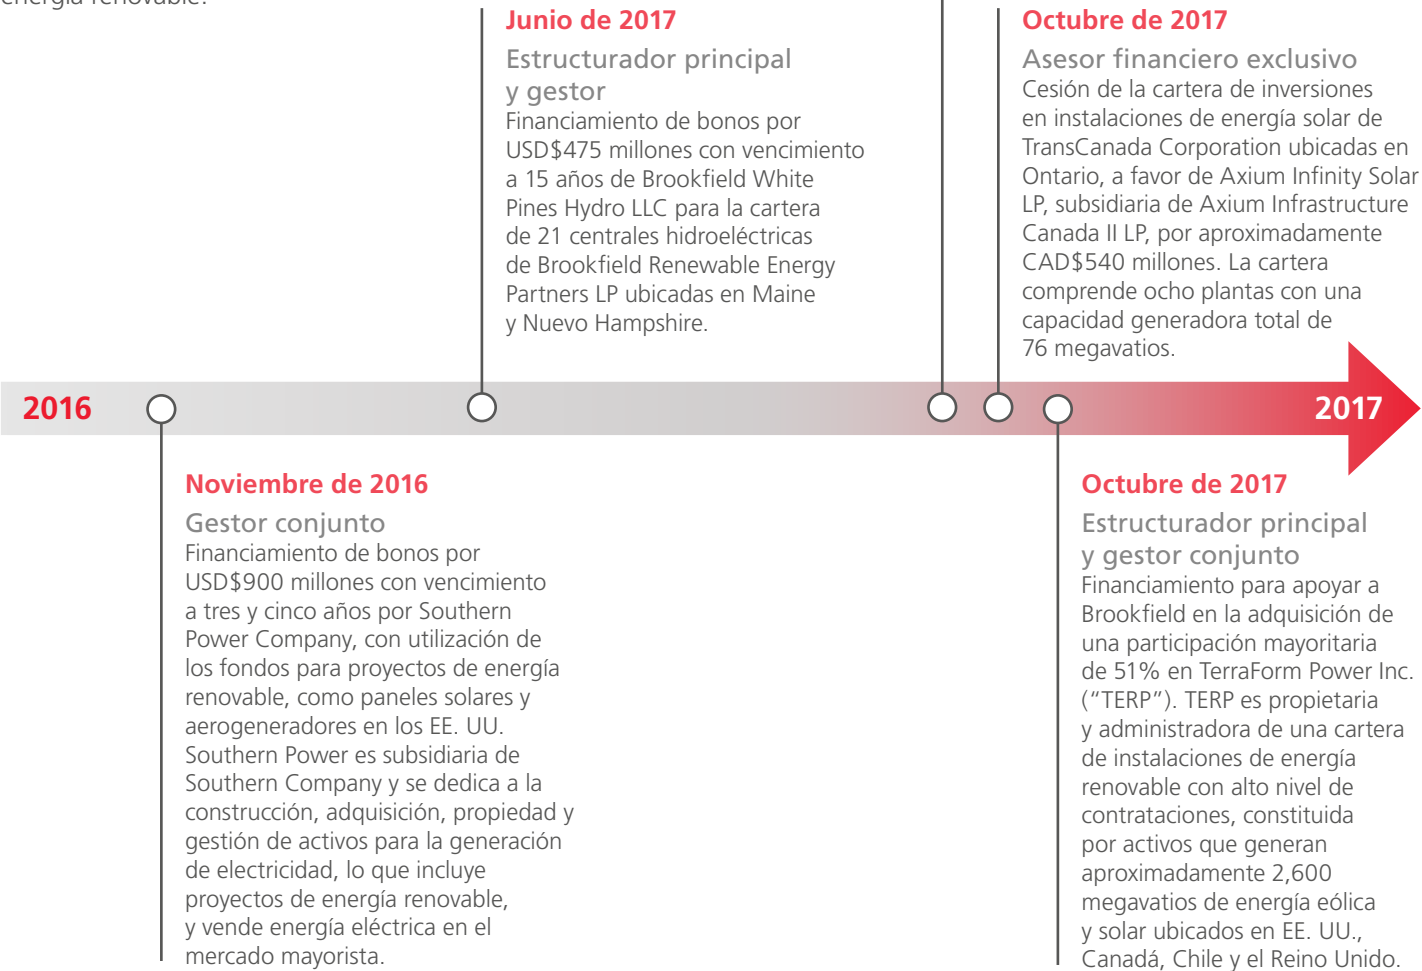 energía renovable.
Junio de 2017
Estructurador principal
y gestor
Financiamiento de bonos por
USD$475 millones con vencimiento
a 15 años de Brookfield White
Pines Hydro LLC para la cartera
de 21 centrales hidroeléctricas
de Brookfield Renewable Energy
Partners LP ubicadas en Maine
y Nuevo Hampshire.
Octubre de 2017
Asesor financiero exclusivo
Cesión de la cartera de inversiones
en instalaciones de energía solar de
TransCanada Corporation ubicadas en
Ontario, a favor de Axium Infinity Solar
LP, subsidiaria de Axium Infrastructure
Canada II LP, por aproximadamente
CAD$540 millones. La cartera
comprende ocho plantas con una
capacidad generadora total de
76 megavatios.
2016
2017
Noviembre de 2016
Gestor conjunto
Financiamiento de bonos por
USD$900 millones con vencimiento
a tres y cinco años por Southern
Power Company, con utilización de
los fondos para proyectos de energía
renovable, como paneles solares y
aerogeneradores en los EE. UU.
Southern Power es subsidiaria de
Southern Company y se dedica a la
construcción, adquisición, propiedad y
gestión de activos para la generación
de electricidad, lo que incluye
proyectos de energía renovable,
y vende energía eléctrica en el
mercado mayorista.
Octubre de 2017
Estructurador principal
y gestor conjunto
Financiamiento para apoyar a
Brookfield en la adquisición de
una participación mayoritaria
de 51% en TerraForm Power Inc.
(“TERP”). TERP es propietaria
y administradora de una cartera
de instalaciones de energía
renovable con alto nivel de
contrataciones, constituida
por activos que generan
aproximadamente 2,600
megavatios de energía eólica
y solar ubicados en EE. UU.,
Canadá, Chile y el Reino Unido.